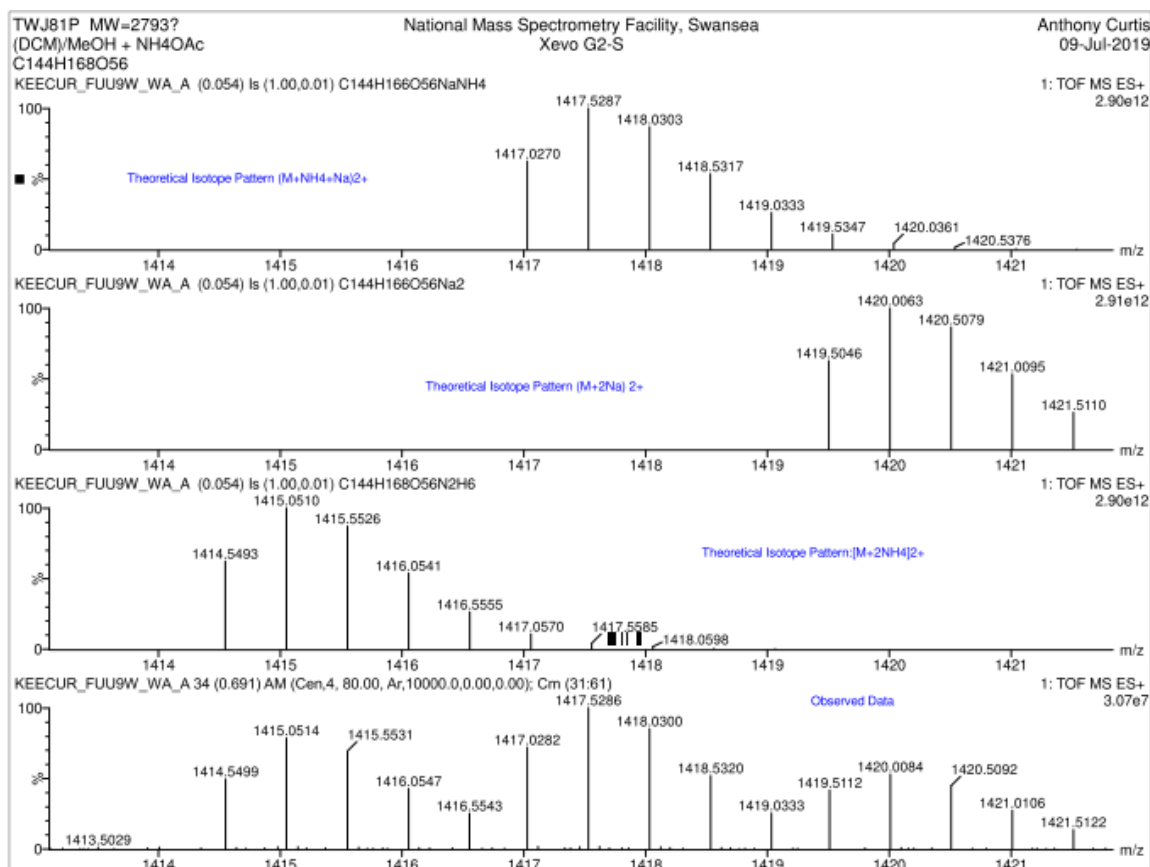 TWJ81P MW=2793?
National Mass Spectrometry Facility, Swansea
Anthony Curtis
(DCM)/MeOH + NH4OAc
Xevo G2-S
09-Jul-2019
C144H168O56
KEECUR_FUU9W_WA_A (0.054) Is (1.00,0.01) C144H166O56NaNH4
1: TOF MS ES+
2.90e12
100
1417.5287
1418.0303
1417.0270
Theoretical Isotope Pattern (M+NH4+Na)2+
%
1418.5317
1419.0333
1419.5347
1420.0361
1420.5376
0
m/z
1414 1415 1416 1417 1418 1419 1420 1421
KEECUR_FUU9W_WA_A (0.054) Is (1.00,0.01) C144H166O56Na2
1: TOF MS ES+
2.91e12
100
1420.0063
1420.5079
1419.5046
Theoretical Isotope Pattern (M+2Na) 2+
%
1421.0095
1421.5110
0
m/z
1414 1415 1416 1417 1418 1419 1420 1421
KEECUR_FUU9W_WA_A (0.054) Is (1.00,0.01) C144H168O56N2H6
1: TOF MS ES+
2.90e12
100
1415.0510
1415.5526
1414.5493
Theoretical Isotope Pattern:[M+2NH4]2+
%
1416.0541
1416.5555
1417.0570
1417.5585
1418.0598
0
m/z
1414 1415 1416 1417 1418 1419 1420 1421
KEECUR_FUU9W_WA_A 34 (0.691) AM (Cen,4, 80.00, Ar,10000.0,0.00,0.00); Cm (31:61)
1: TOF MS ES+
3.07e7
Observed Data
100
1417.5286
1418.0300
1415.0514
1415.5531
1417.0282
1414.5499
%
1416.0547
1416.5543
1418.5320
1419.0333
1419.5112
1420.0084
1420.5092
1421.0106
1421.5122
1413.5029
0
m/z
1414 1415 1416 1417 1418 1419 1420 1421